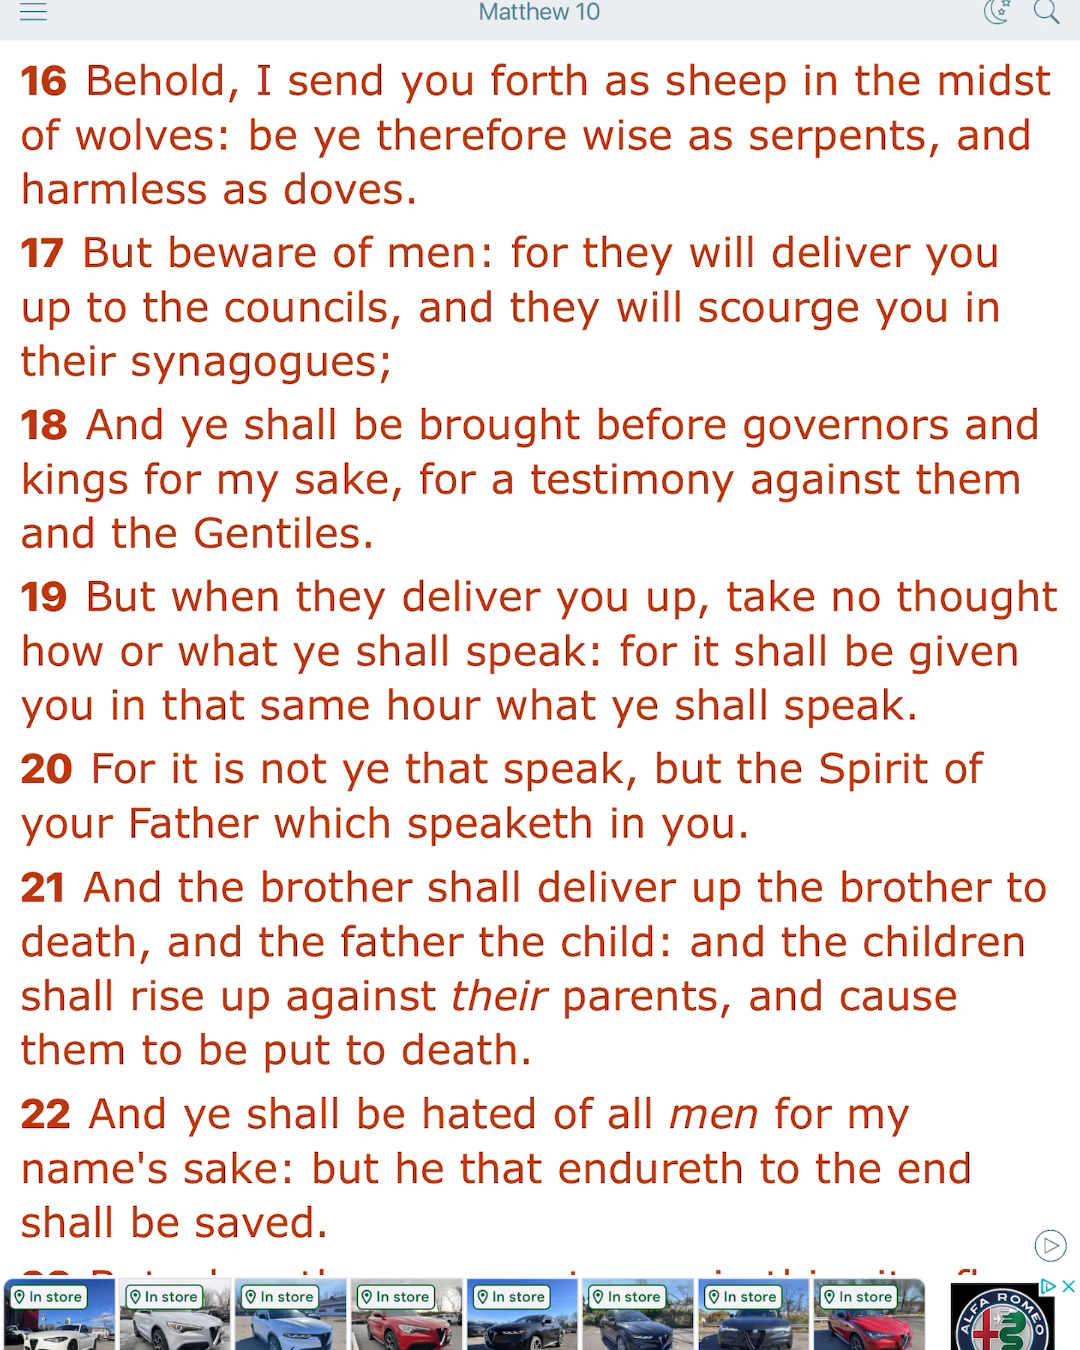 Matthew 10
16 Behold, I send you forth as sheep in the midst
of wolves: be ye therefore wise as serpents, and
harmless as doves.
17 But beware of men: for they will deliver you
up to the councils, and they will scourge you in
their synagogues;
18 And ye shall be brought before governors and
kings for my sake, for a testimony against them
and the Gentiles.
19 But when they deliver you up, take no thought
how or what ye shall speak: for it shall be given
you in that same hour what ye shall speak.
20 For it is not ye that speak, but the Spirit of
your Father which speaketh in you.
21 And the brother shall deliver up the brother to
death, and the father the child: and the children
shall rise up against their parents, and cause
them to be put to death.
22 And ye shall be hated of all men for my
name's sake: but he that endureth to the end
shall be saved.
In store In store In store In store In store In store In store In store
ALFA ROMEO